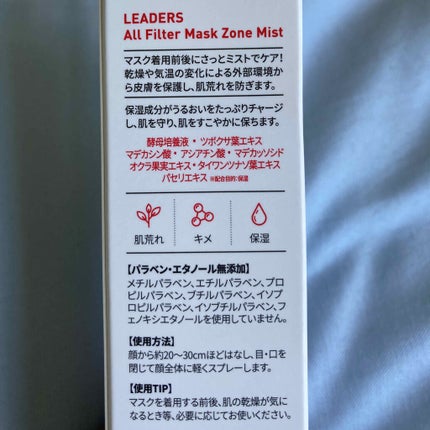 LEADERS
All Filter Mask Zone Mist
マスク着用前後にさっとミストでケア!
乾燥や気温の変化による外部環境か
ら皮膚を保護し、肌荒れを防ぎます。
保湿成分がうるおいをたっぷりチャージ
し、肌を守り、肌をすこやかに保ちます。
酵母培養液・ツボクサ葉エキス
マデカシン酸・アシアチン酸・マデカッソシド
オクラ果実エキス・タイワンツナソ葉エキス
パセリエキス ※配合目的:保湿
肌荒れ
キメ
保湿
【パラベン・エタノール無添加】
メチルパラベン、エチルパラベン、プロ
ピルパラベン、ブチルパラベン、イソプ
ロピルパラベン、イソブチルパラベン、フ
ェノキシエタノールを使用していません。
【使用方法】
顔から約20〜30cmほどはなし、目・口を
閉じて顔全体に軽くスプレーします。
【使用TIP】
マスクを着用する前後、肌の乾燥が気に
なるとき等、必要に応じてお使いください。